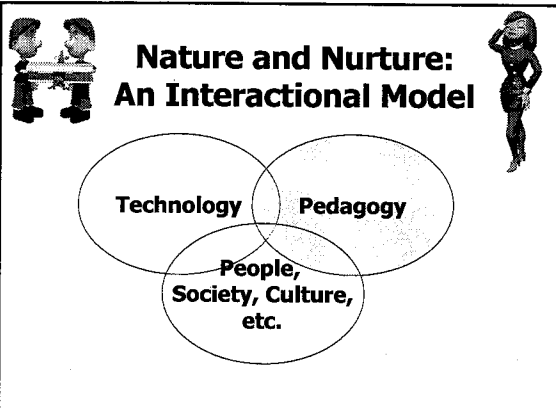 Nature and Nurture:
An Interactional Model
Technology
Pedagogy
People,
Society, Culture,
etc.